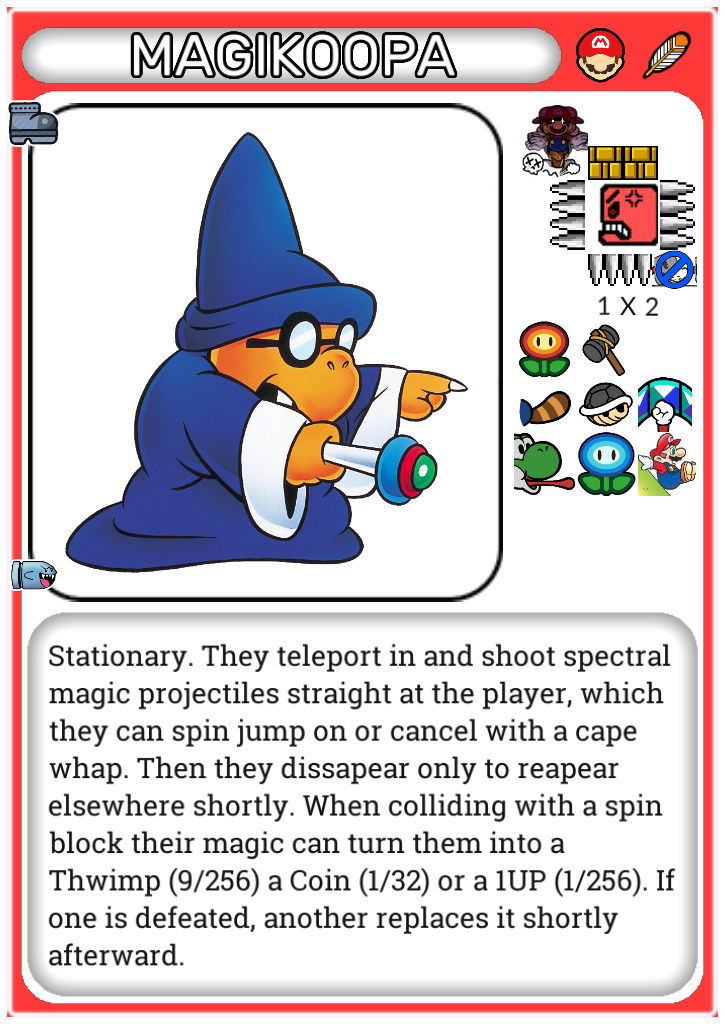 MAGIKOOPA
1 X 2
Stationary. They teleport in and shoot spectral
magic projectiles straight at the player, which
they can spin jump on or cancel with a cape
whap. Then they dissapear only to reapear
elsewhere shortly. When colliding with a spin
block their magic can turn them into a
Thwimp (9/256) a Coin (1/32) or a 1UP (1/256). If
one is defeated, another replaces it shortly
afterward.